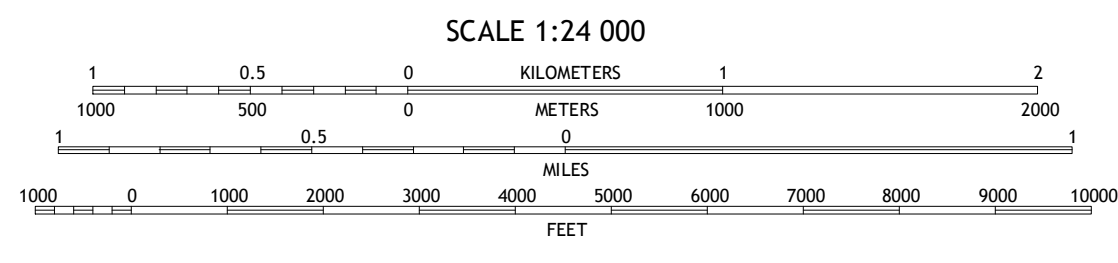 SCALE 1:24 000
1 0.5 0 KILOMETERS 1 2
1000 500 0 METERS 1000 2000
1 0.5 0 1
MILES
1000 0 1000 2000 3000 4000 5000 6000 7000 8000 9000 10000
FEET